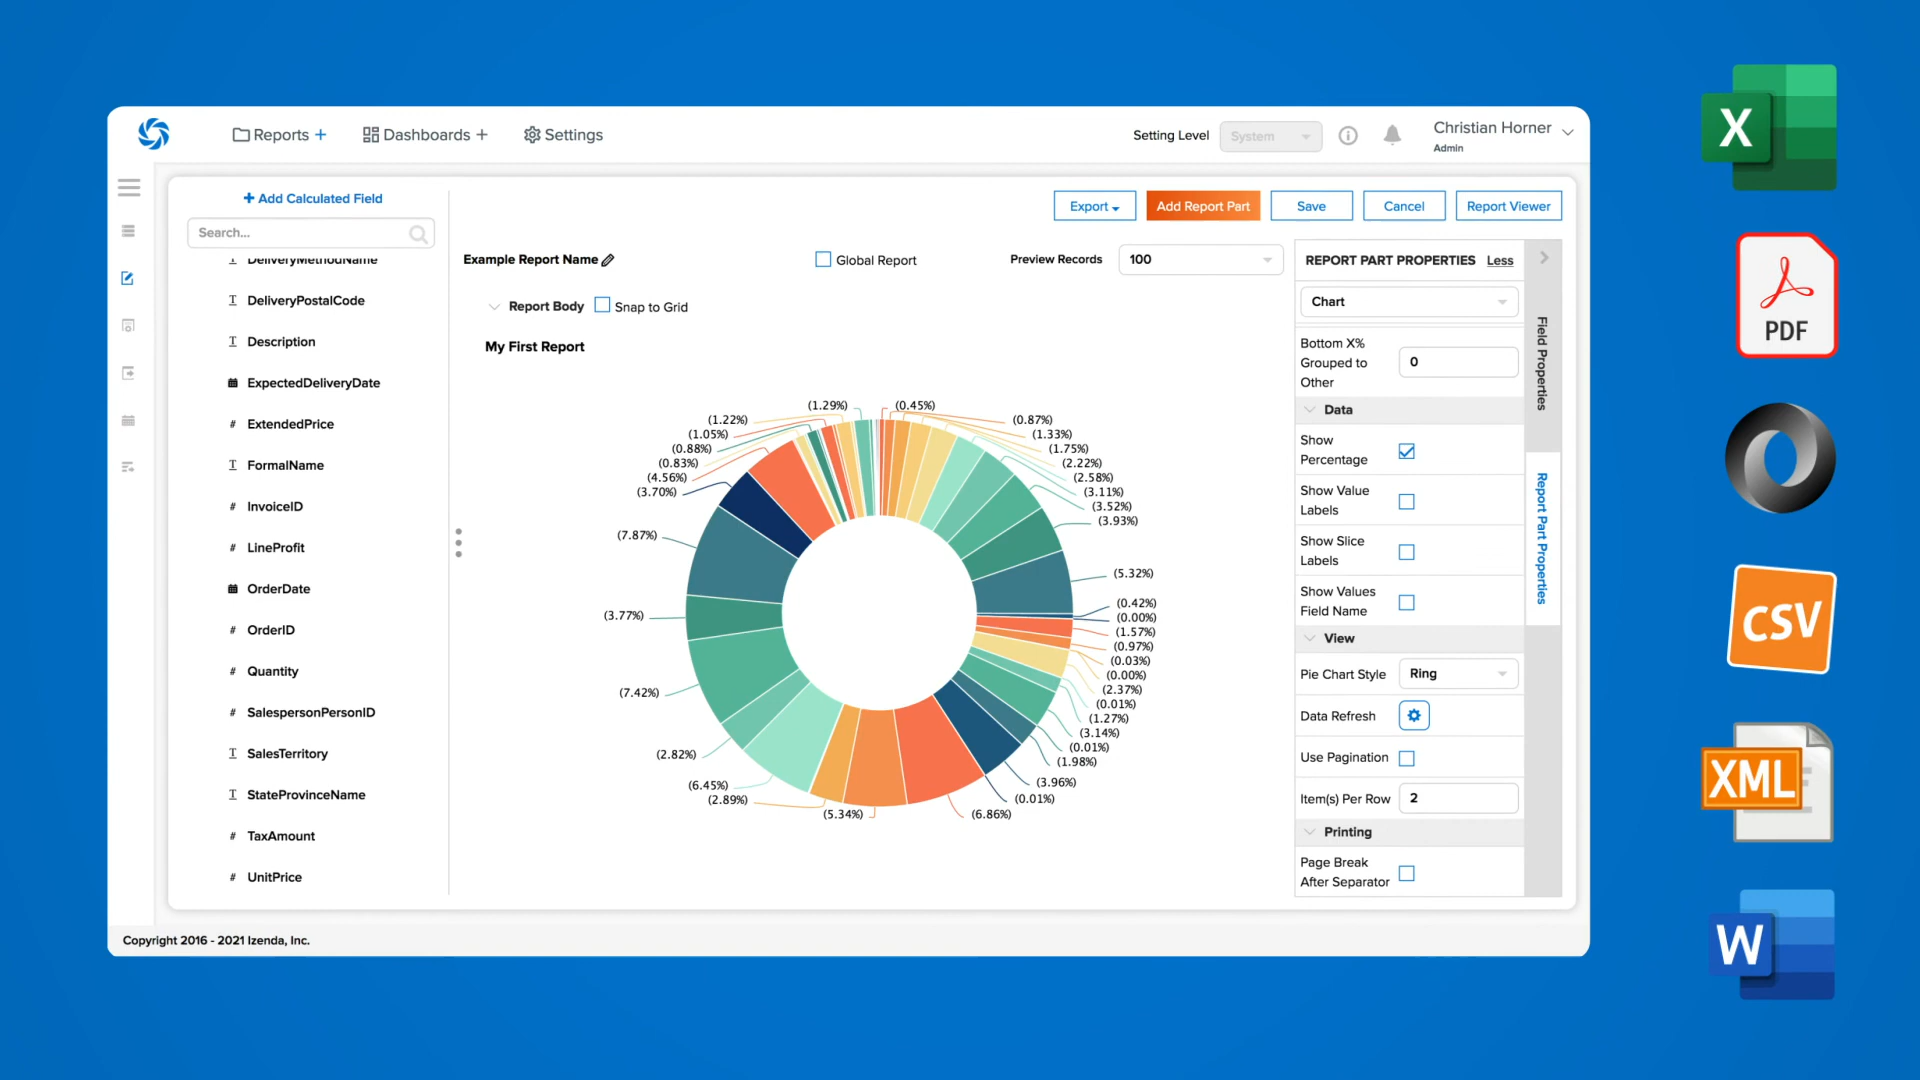 Reports +
Dashboards +
Settings
Setting Level
System
Christian Horner
Admin
+ Add Calculated Field
Search...
DeliveryMethodName
DeliveryPostalCode
Description
ExpectedDeliveryDate
ExtendedPrice
FormalName
InvoiceID
LineProfit
OrderDate
OrderID
Quantity
SalespersonPersonID
SalesTerritory
StateProvinceName
TaxAmount
UnitPrice
Export
Add Report Part
Save
Cancel
Report Viewer
Example Report Name
Global Report
Preview Records
100
Report Body
Snap to Grid
My First Report
(1.29%)
(1.22%)
(1.05%)
(0.88%)
(0.83%)
(4.56%)
(3.70%)
(7.87%)
(3.77%)
(7.42%)
(2.82%)
(6.45%)
(2.89%)
(5.34%)
(0.45%)
(0.87%)
(1.33%)
(1.75%)
(2.22%)
(2.58%)
(3.11%)
(3.52%)
(3.93%)
(5.32%)
(0.42%)
(0.00%)
(1.57%)
(0.97%)
(0.03%)
(0.00%)
(2.37%)
(0.01%)
(1.27%)
(3.14%)
(0.01%)
(1.98%)
(3.96%)
(0.01%)
(6.86%)
REPORT PART PROPERTIES Less
Chart
Bottom X%
Grouped to
Other
0
Data
Show
Percentage
Show Value
Labels
Show Slice
Labels
Show Values
Field Name
View
Pie Chart Style
Ring
Data Refresh
Use Pagination
Item(s) Per Row
2
Printing
Page Break
After Separator
Field Properties
Report Part Properties
Copyright 2016 - 2021 Izenda, Inc.
X
PDF
CSV
XML
W